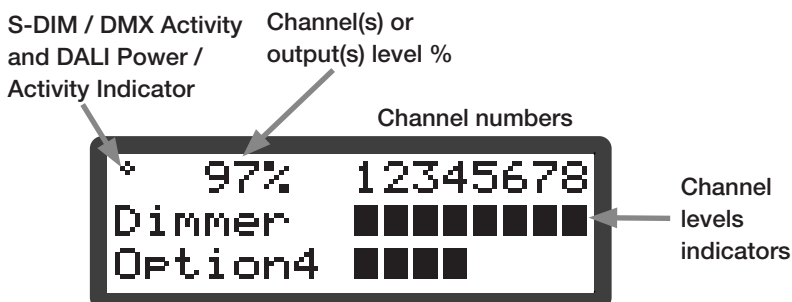 S-DIM / DMX Activity
and DALI Power /
Activity Indicator
Channel(s) or
output(s) level %
Channel numbers
° 97% 12345678
Dimmer
Option4
Channel
levels
indicators